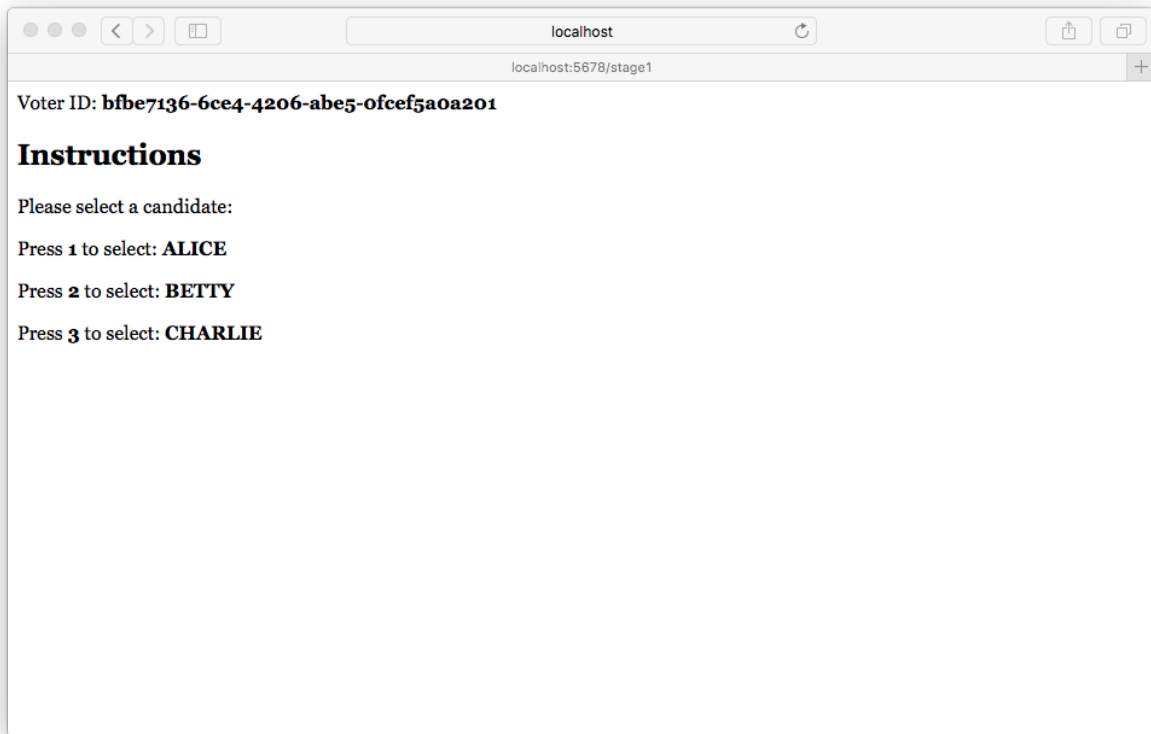 localhost
localhost:5678/stage1
Voter ID: bfbe7136-6ce4-4206-abe5-0fcef5a0a201
Instructions
Please select a candidate:
Press 1 to select: ALICE
Press 2 to select: BETTY
Press 3 to select: CHARLIE